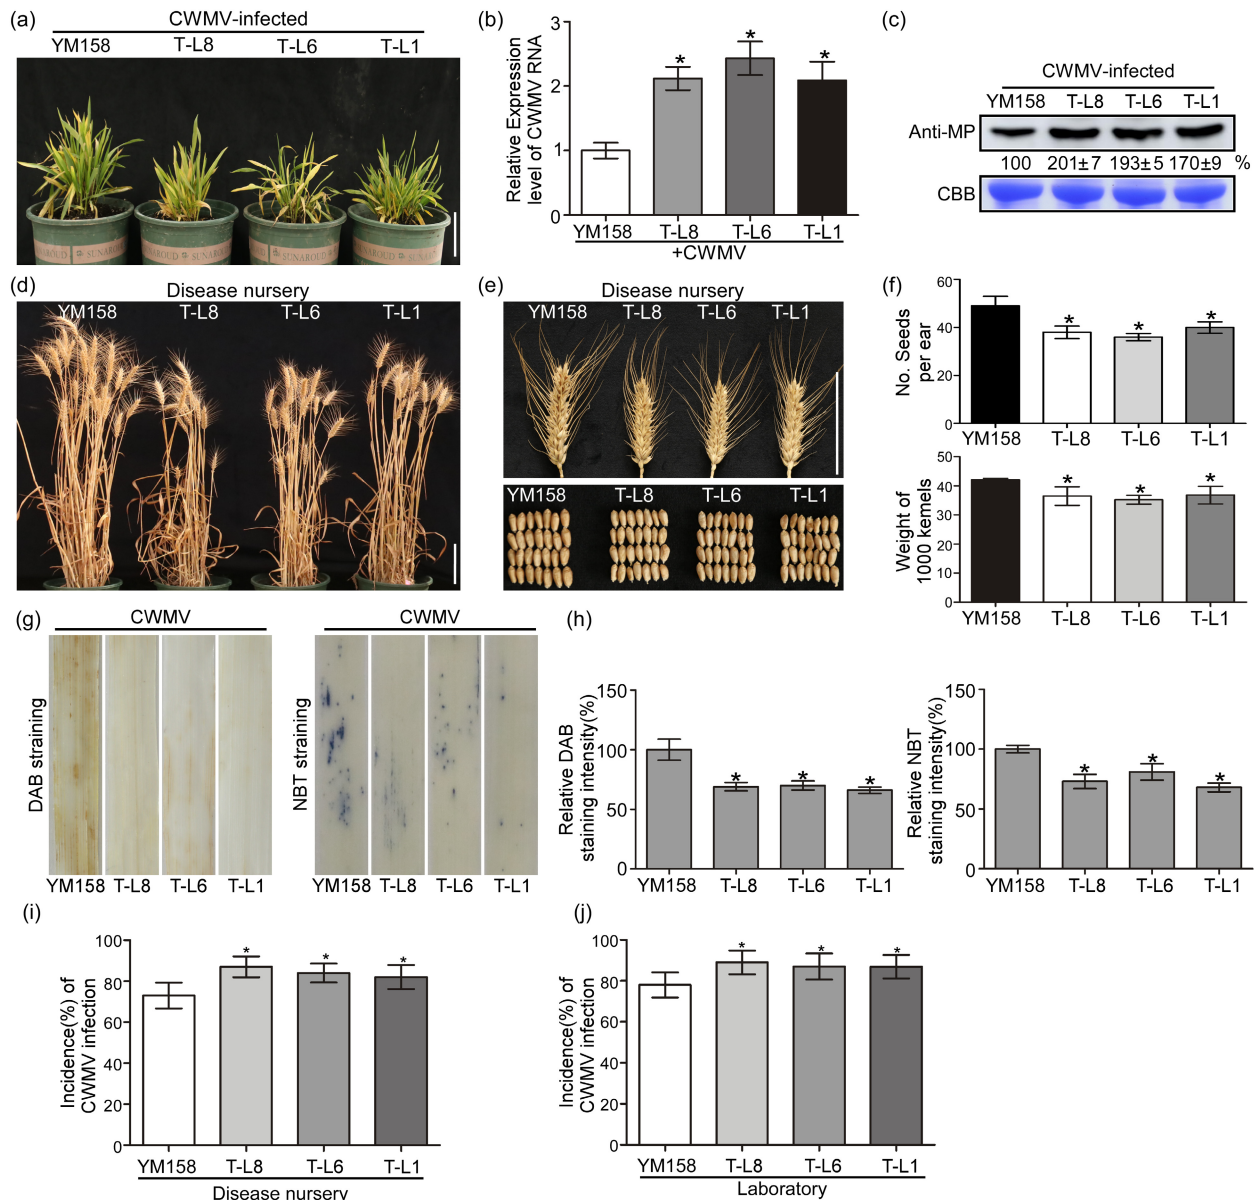 (a)
CWMV-infected
YM158 T-L8 T-L6 T-L1
SUNAROUD SUNAROUD SUNAROUD SUNAROUD
(b)
Relative Expression
level of CWMV RNA
3
2
1
0
* * *
YM158 T-L8 T-L6 T-L1
+CWMV
(c)
CWMV-infected
YM158 T-L8 T-L6 T-L1
Anti-MP
100 201±7 193±5 170±9 %
CBB
(d)
Disease nursery
YM158 T-L8 T-L6 T-L1
(e)
Disease nursery
YM158 T-L8 T-L6 T-L1
YM158 T-L8 T-L6 T-L1
(f)
No. Seeds
per ear
60
40
20
0
* * *
YM158 T-L8 T-L6 T-L1
Weight of
1000 kemels
50
40
30
20
10
0
* * *
YM158 T-L8 T-L6 T-L1
(g)
CWMV
DAB straining
YM158 T-L8 T-L6 T-L1
CWMV
NBT straining
YM158 T-L8 T-L6 T-L1
(h)
Relative DAB
staining intensity(%)
150
100
50
0
* * *
YM158 T-L8 T-L6 T-L1
Relative NBT
staining intensity(%)
150
100
50
0
* * *
YM158 T-L8 T-L6 T-L1
(i)
Incidence(%) of
CWMV infection
100
80
60
40
20
0
* * *
YM158 T-L8 T-L6 T-L1
Disease nursery
(j)
Incidence(%) of
CWMV infection
100
80
60
40
20
0
* * *
YM158 T-L8 T-L6 T-L1
Laboratory